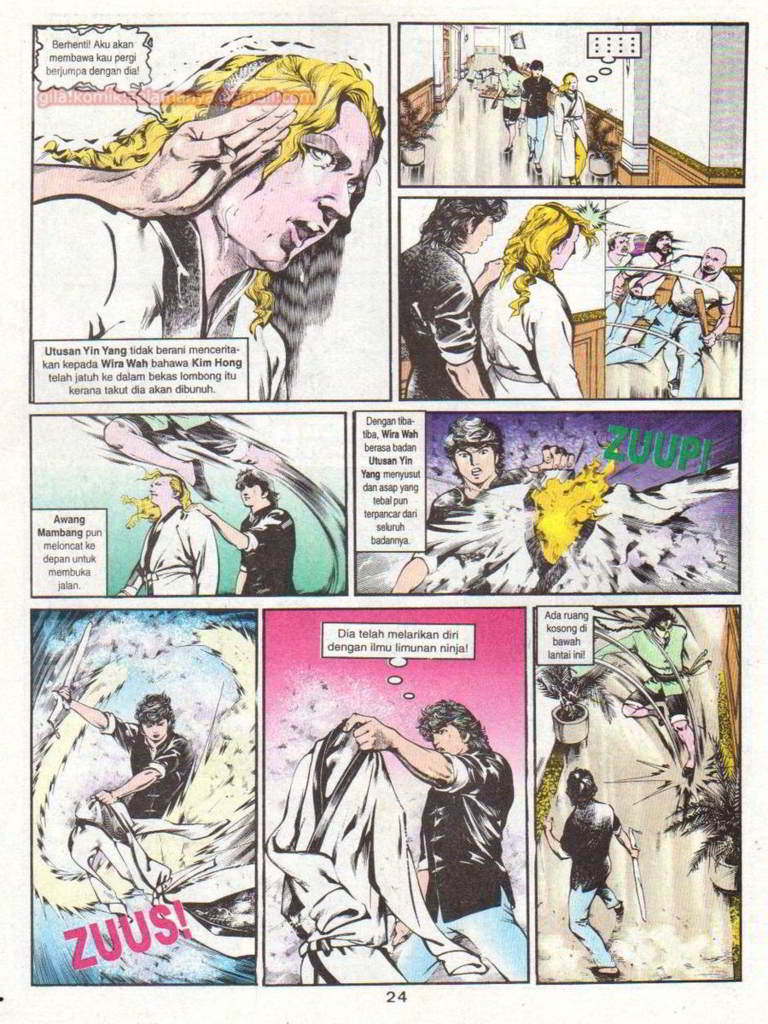 Berhenti! Aku akan
membawa kau pergi
berjumpa dengan dia!
Utusan Yin Yang tidak berani mencerita-
kan kepada Wira Wah bahawa Kim Hong
telah jatuh ke dalam bekas lombong itu
kerana takut dia akan dibunuh.
Awang
Mambang pun
meloncat ke
depan untuk
membuka
jalan.
Dengan tiba-
tiba, Wira Wah
berasa badan
Utusan Yin
Yang menyusut
dan asap yang
tebal pun
terpancar dari
seluruh
badannya.
ZUUP!
ZUUS!
Dia telah melarikan diri
dengan ilmu limunan ninja!
Ada ruang
kosong di
bawah
lantai ini!
24